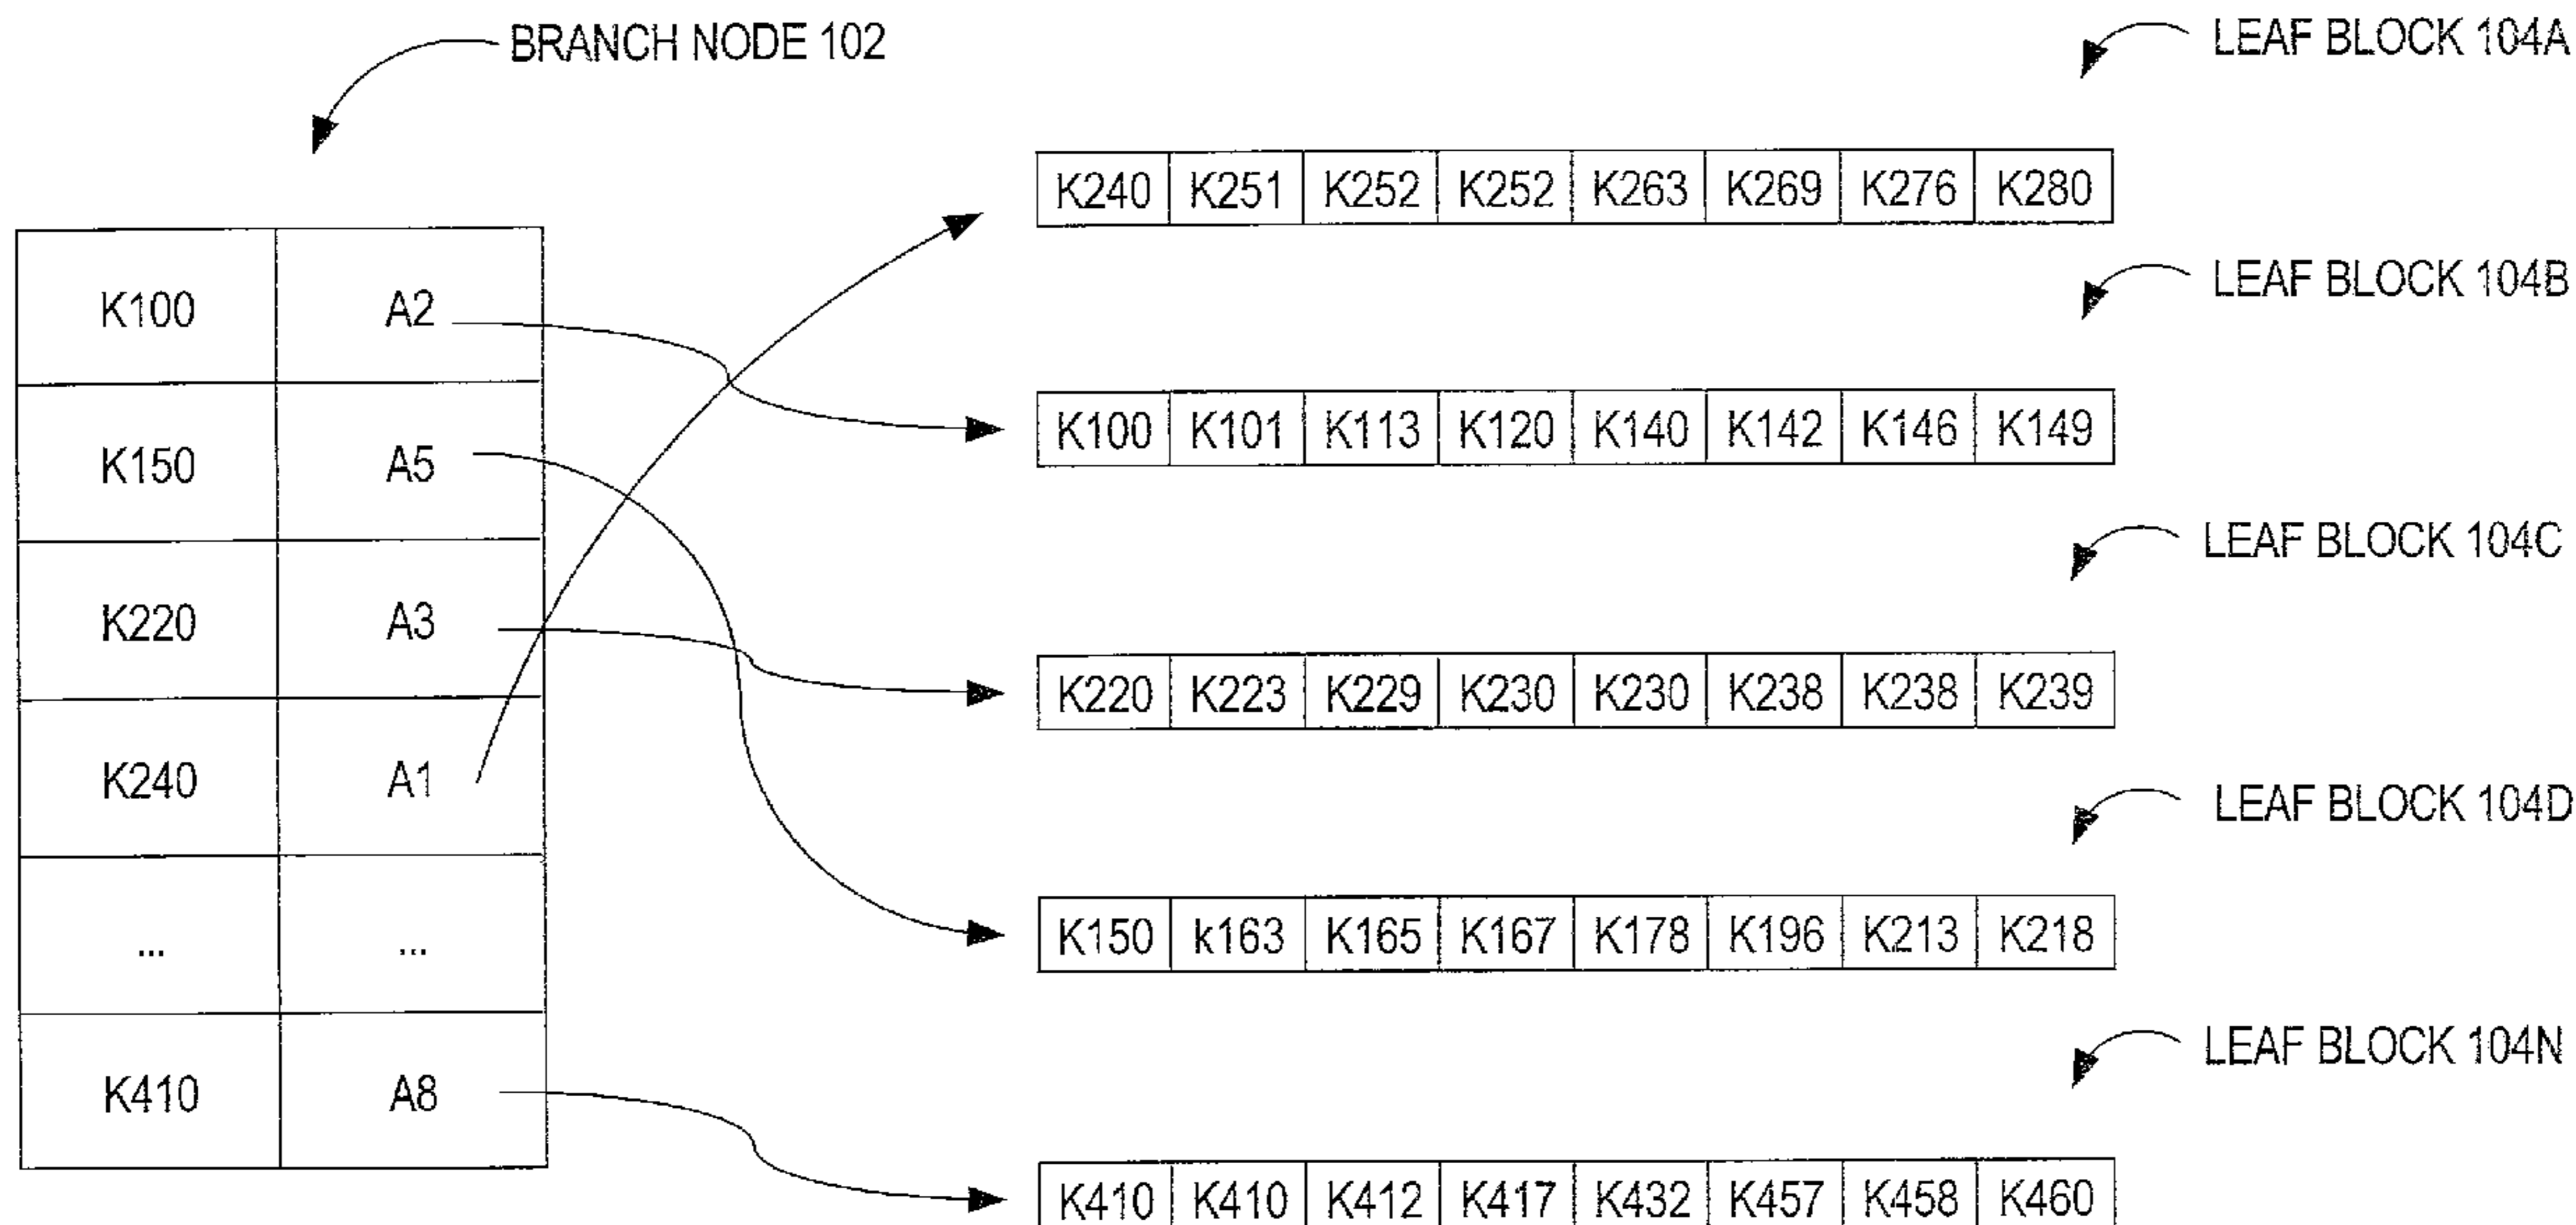 BRANCH NODE 102
K100 A2
K150 A5
K220 A3
K240 A1
... ...
K410 A8
LEAF BLOCK 104A
K240 K251 K252 K252 K263 K269 K276 K280
LEAF BLOCK 104B
K100 K101 K113 K120 K140 K142 K146 K149
LEAF BLOCK 104C
K220 K223 K229 K230 K230 K238 K238 K239
LEAF BLOCK 104D
K150 k163 K165 K167 K178 K196 K213 K218
LEAF BLOCK 104N
K410 K410 K412 K417 K432 K457 K458 K460